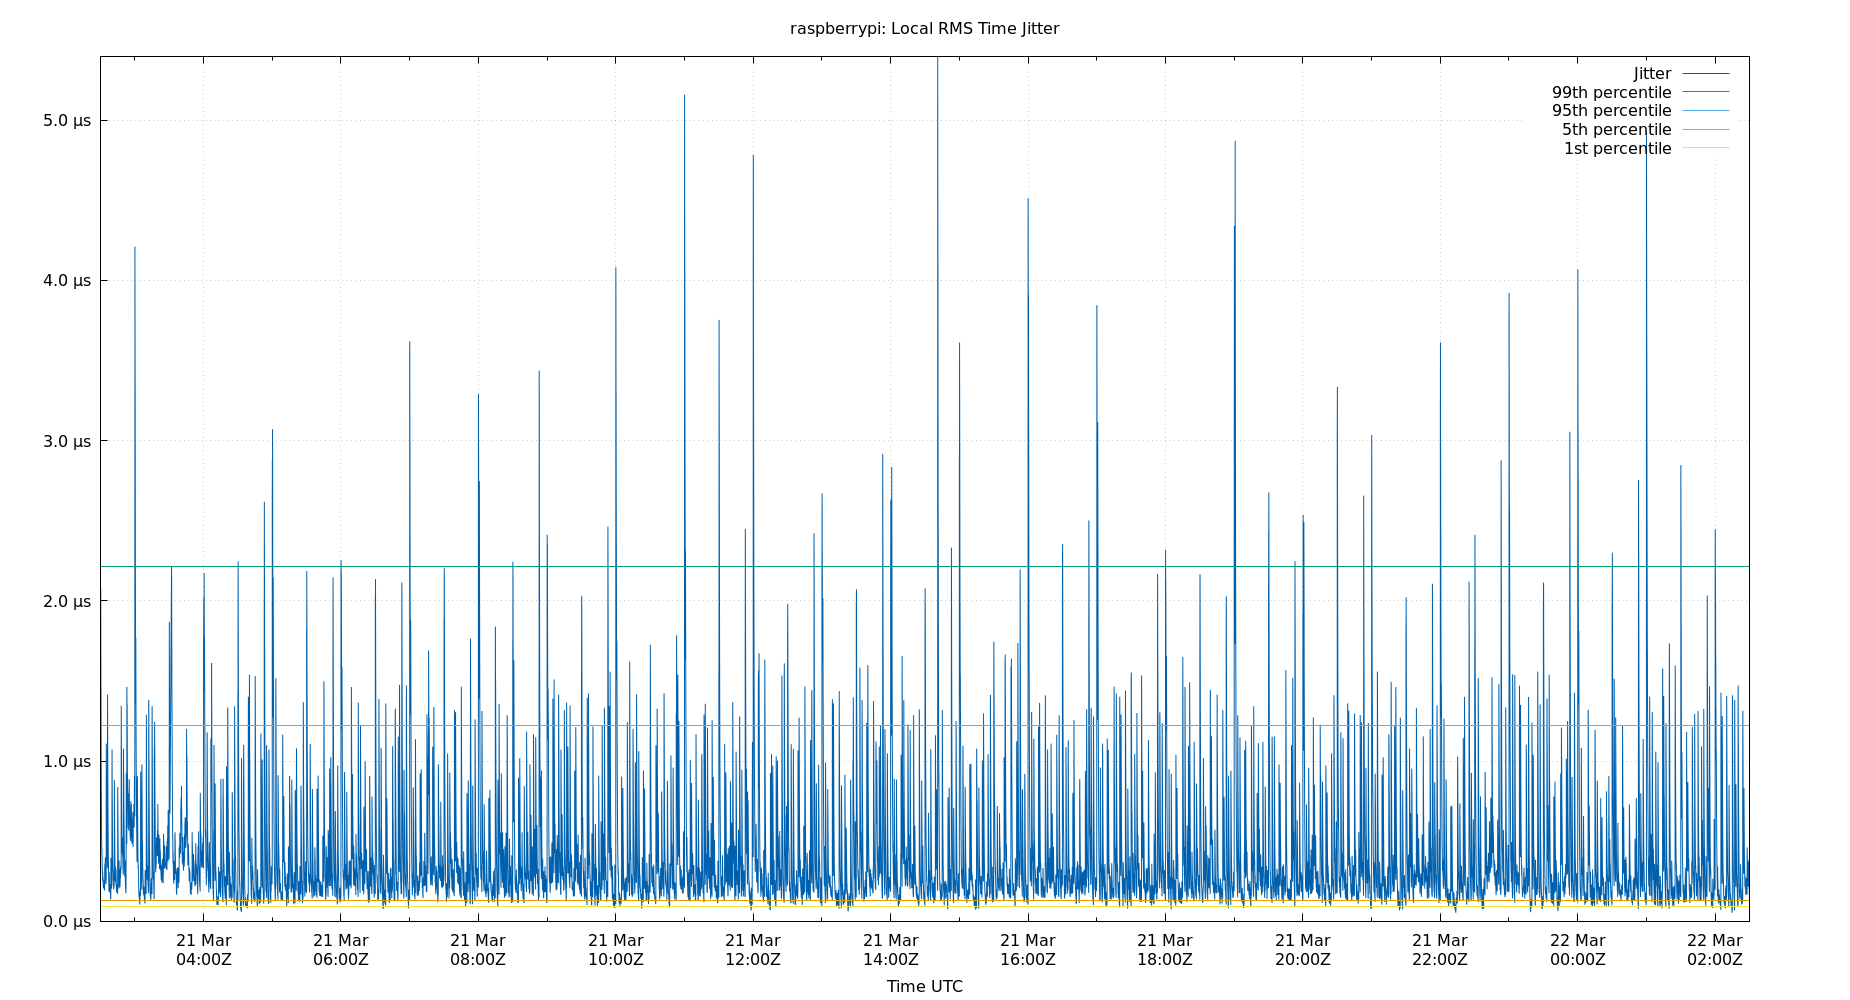 raspberrypi: Local RMS Time Jitter
Jitter
99th percentile
95th percentile
5th percentile
1st percentile
5.0 µs
4.0 µs
3.0 µs
2.0 µs
1.0 µs
0.0 µs
21 Mar 21 Mar 21 Mar 21 Mar 21 Mar 21 Mar 21 Mar 21 Mar 21 Mar 21 Mar 22 Mar 22 Mar
04:00Z 06:00Z 08:00Z 10:00Z 12:00Z 14:00Z 16:00Z 18:00Z 20:00Z 22:00Z 00:00Z 02:00Z
Time UTC